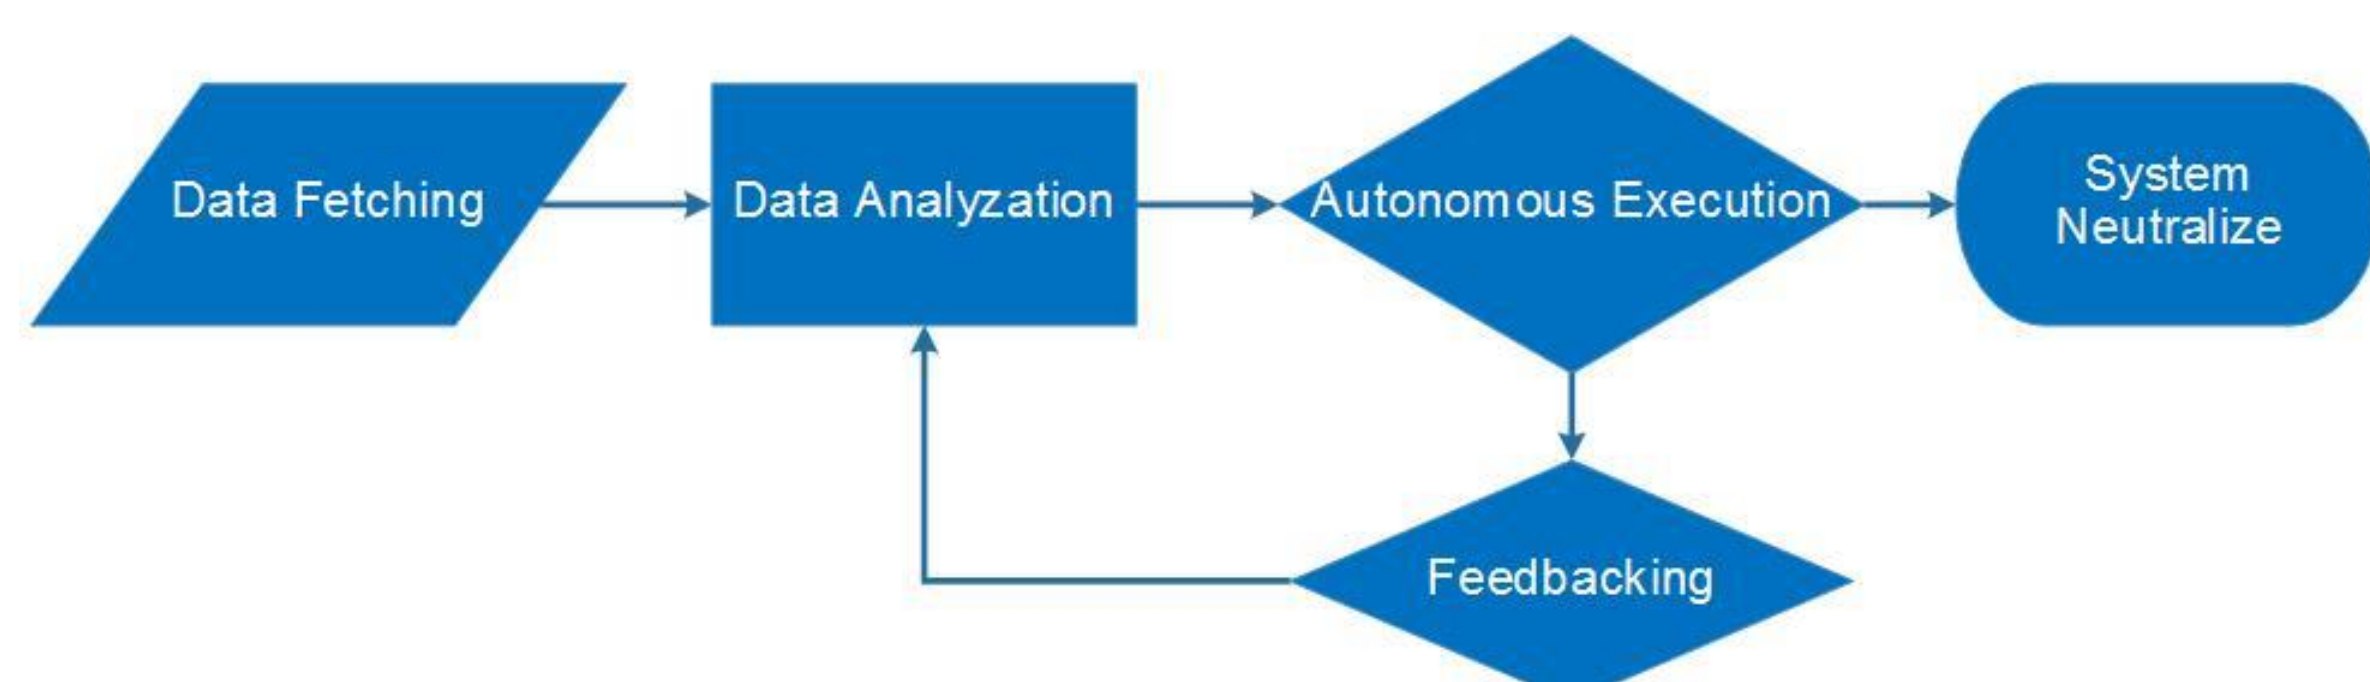 Data Fetching
Data Analyzation
Autonomous Execution
System
Neutralize
Feedbacking